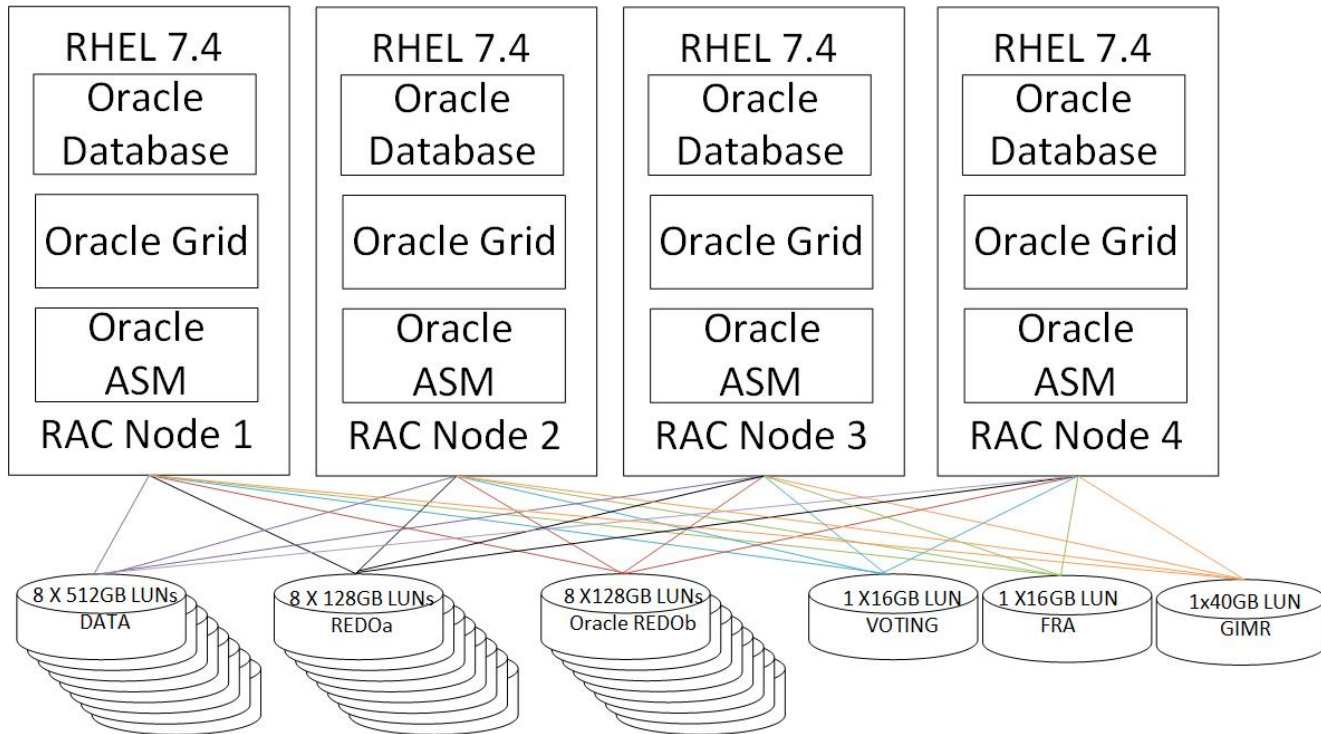 RHEL 7.4
Oracle
Database
Oracle Grid
Oracle
ASM
RAC Node 1
RHEL 7.4
Oracle
Database
Oracle Grid
Oracle
ASM
RAC Node 2
RHEL 7.4
Oracle
Database
Oracle Grid
Oracle
ASM
RAC Node 3
RHEL 7.4
Oracle
Database
Oracle Grid
Oracle
ASM
RAC Node 4
8 X 512GB LUNs
DATA
8 X 128GB LUNs
REDOa
8 X128GB LUNs
Oracle REDOb
1 X16GB LUN
VOTING
1 X16GB LUN
FRA
1x40GB LUN
GIMR